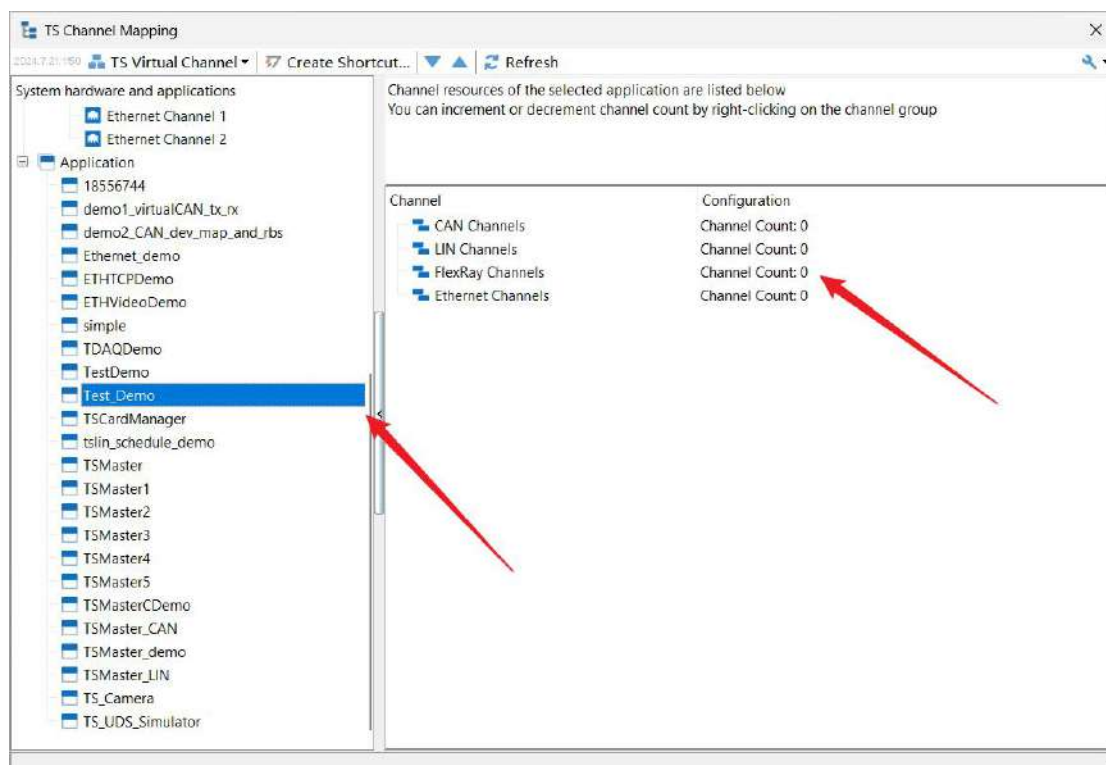 TS Channel Mapping
TS Virtual Channel
Create Shortcut...
Refresh
System hardware and applications
Ethernet Channel 1
Ethernet Channel 2
Application
18556744
demo1_virtualCAN_tx_rx
demo2_CAN_dev_map_and_rbs
Ethernet_demo
ETHTCPDemo
ETHVideoDemo
simple
TDAQDemo
TestDemo
Test_Demo
TSCardManager
tslin_schedule_demo
TSMaster
TSMaster1
TSMaster2
TSMaster3
TSMaster4
TSMaster5
TSMasterCDemo
TSMaster_CAN
TSMaster_demo
TSMaster_LIN
TS_Camera
TS_UDS_Simulator
Channel resources of the selected application are listed below
You can increment or decrement channel count by right-clicking on the channel group
Channel Configuration
CAN Channels Channel Count: 0
LIN Channels Channel Count: 0
FlexRay Channels Channel Count: 0
Ethernet Channels Channel Count: 0